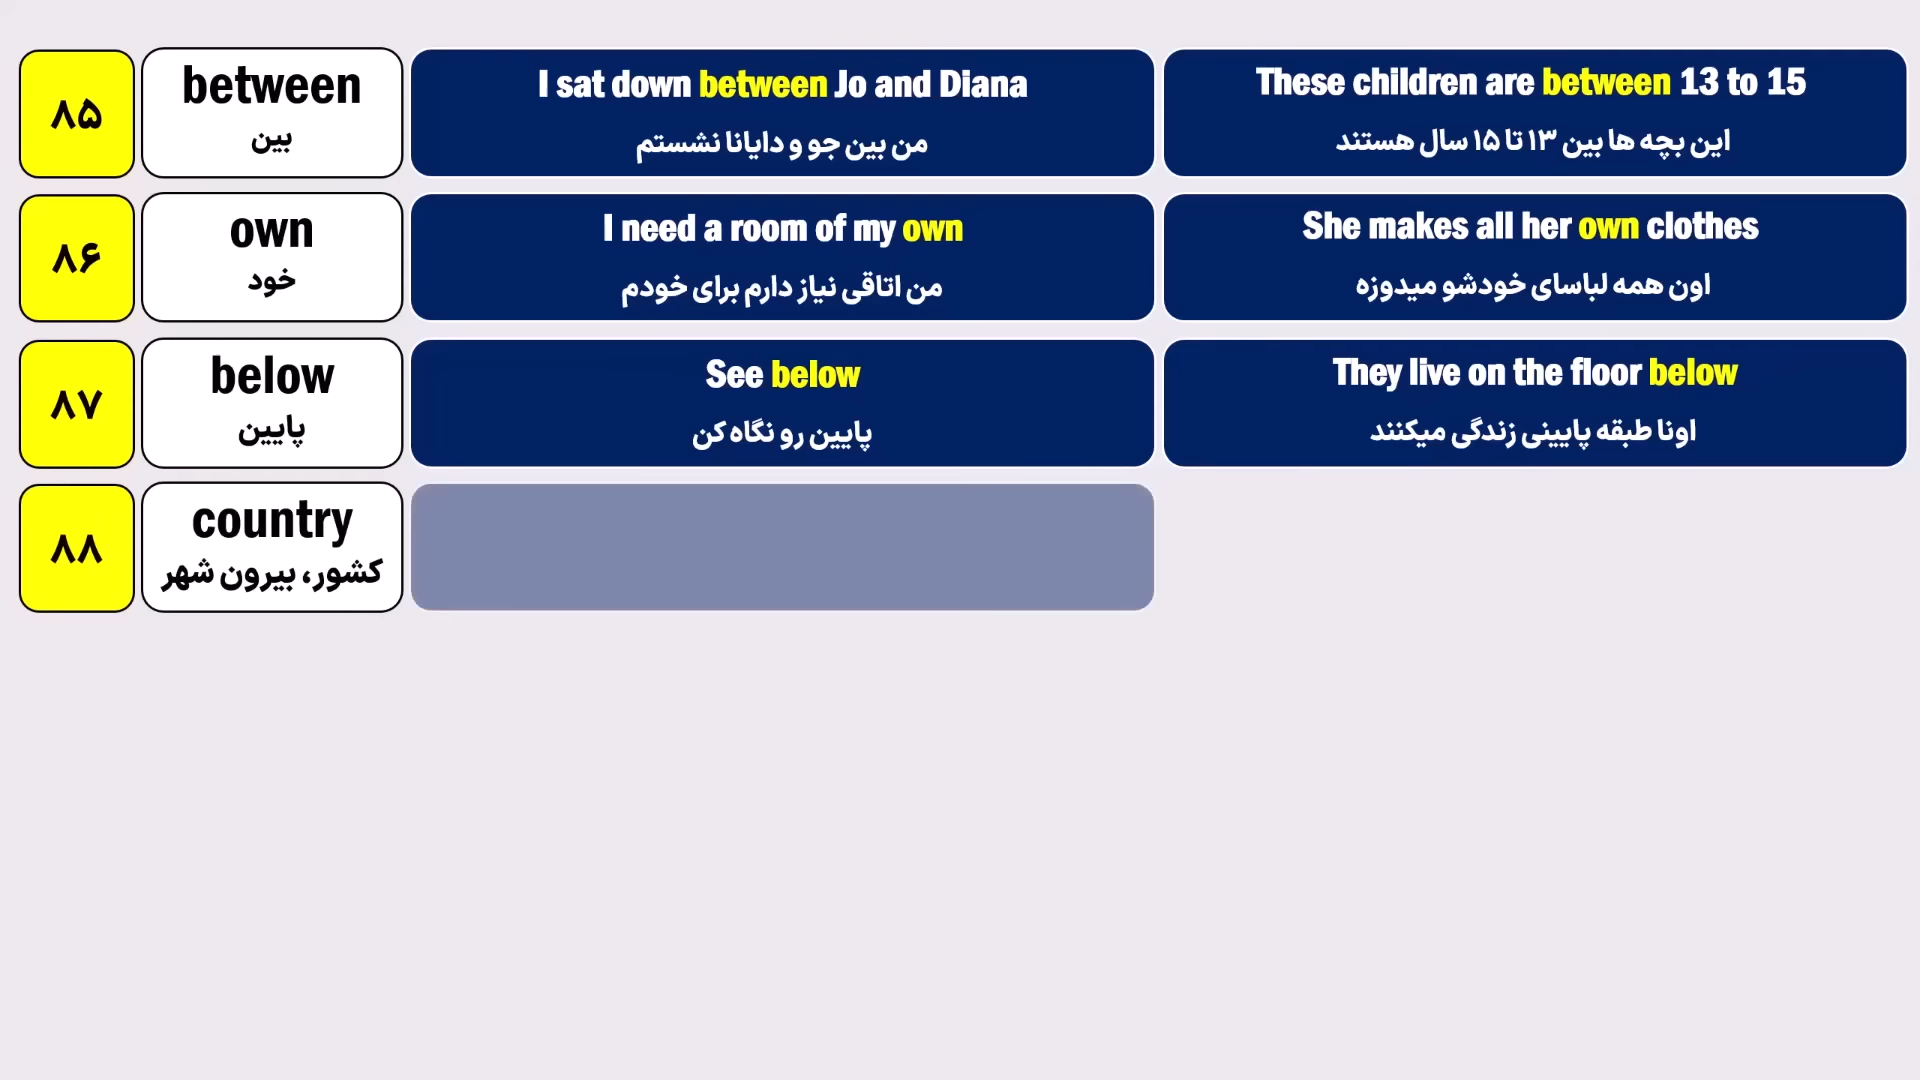 ۸۵
between
بین
I sat down between Jo and Diana
من بین جو و دایانا نشستم
These children are between 13 to 15
این بچه ها بین ۱۳ تا ۱۵ سال هستند
۸۶
own
خود
I need a room of my own
من اتاقی نیاز دارم برای خودم
She makes all her own clothes
اون همه لباسای خودشو میدوزه
۸۷
below
پایین
See below
پایین رو نگاه کن
They live on the floor below
اونا طبقه پایینی زندگی میکنند
۸۸
country
کشور، بیرون شهر